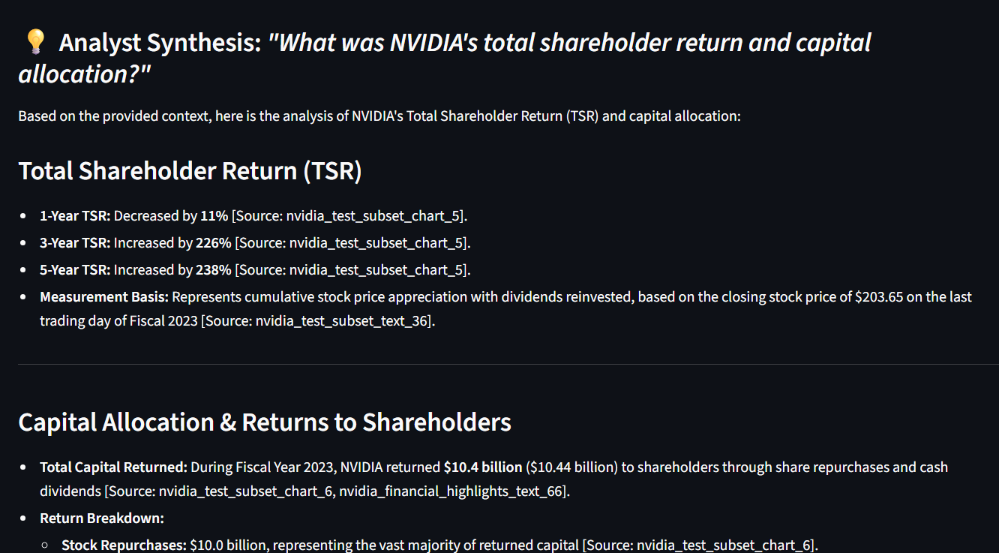 💡 Analyst Synthesis: "What was NVIDIA's total shareholder return and capital
allocation?"
Based on the provided context, here is the analysis of NVIDIA's Total Shareholder Return (TSR) and capital allocation:
Total Shareholder Return (TSR)
• 1-Year TSR: Decreased by 11% [Source: nvidia_test_subset_chart_5].
• 3-Year TSR: Increased by 226% [Source: nvidia_test_subset_chart_5].
• 5-Year TSR: Increased by 238% [Source: nvidia_test_subset_chart_5].
• Measurement Basis: Represents cumulative stock price appreciation with dividends reinvested, based on the closing stock price of $203.65 on the last
trading day of Fiscal 2023 [Source: nvidia_test_subset_text_36].
Capital Allocation & Returns to Shareholders
• Total Capital Returned: During Fiscal Year 2023, NVIDIA returned $10.4 billion ($10.44 billion) to shareholders through share repurchases and cash
dividends [Source: nvidia_test_subset_chart_6, nvidia_financial_highlights_text_66].
• Return Breakdown:
○ Stock Repurchases: $10.0 billion, representing the vast majority of returned capital [Source: nvidia_test_subset_chart_6].